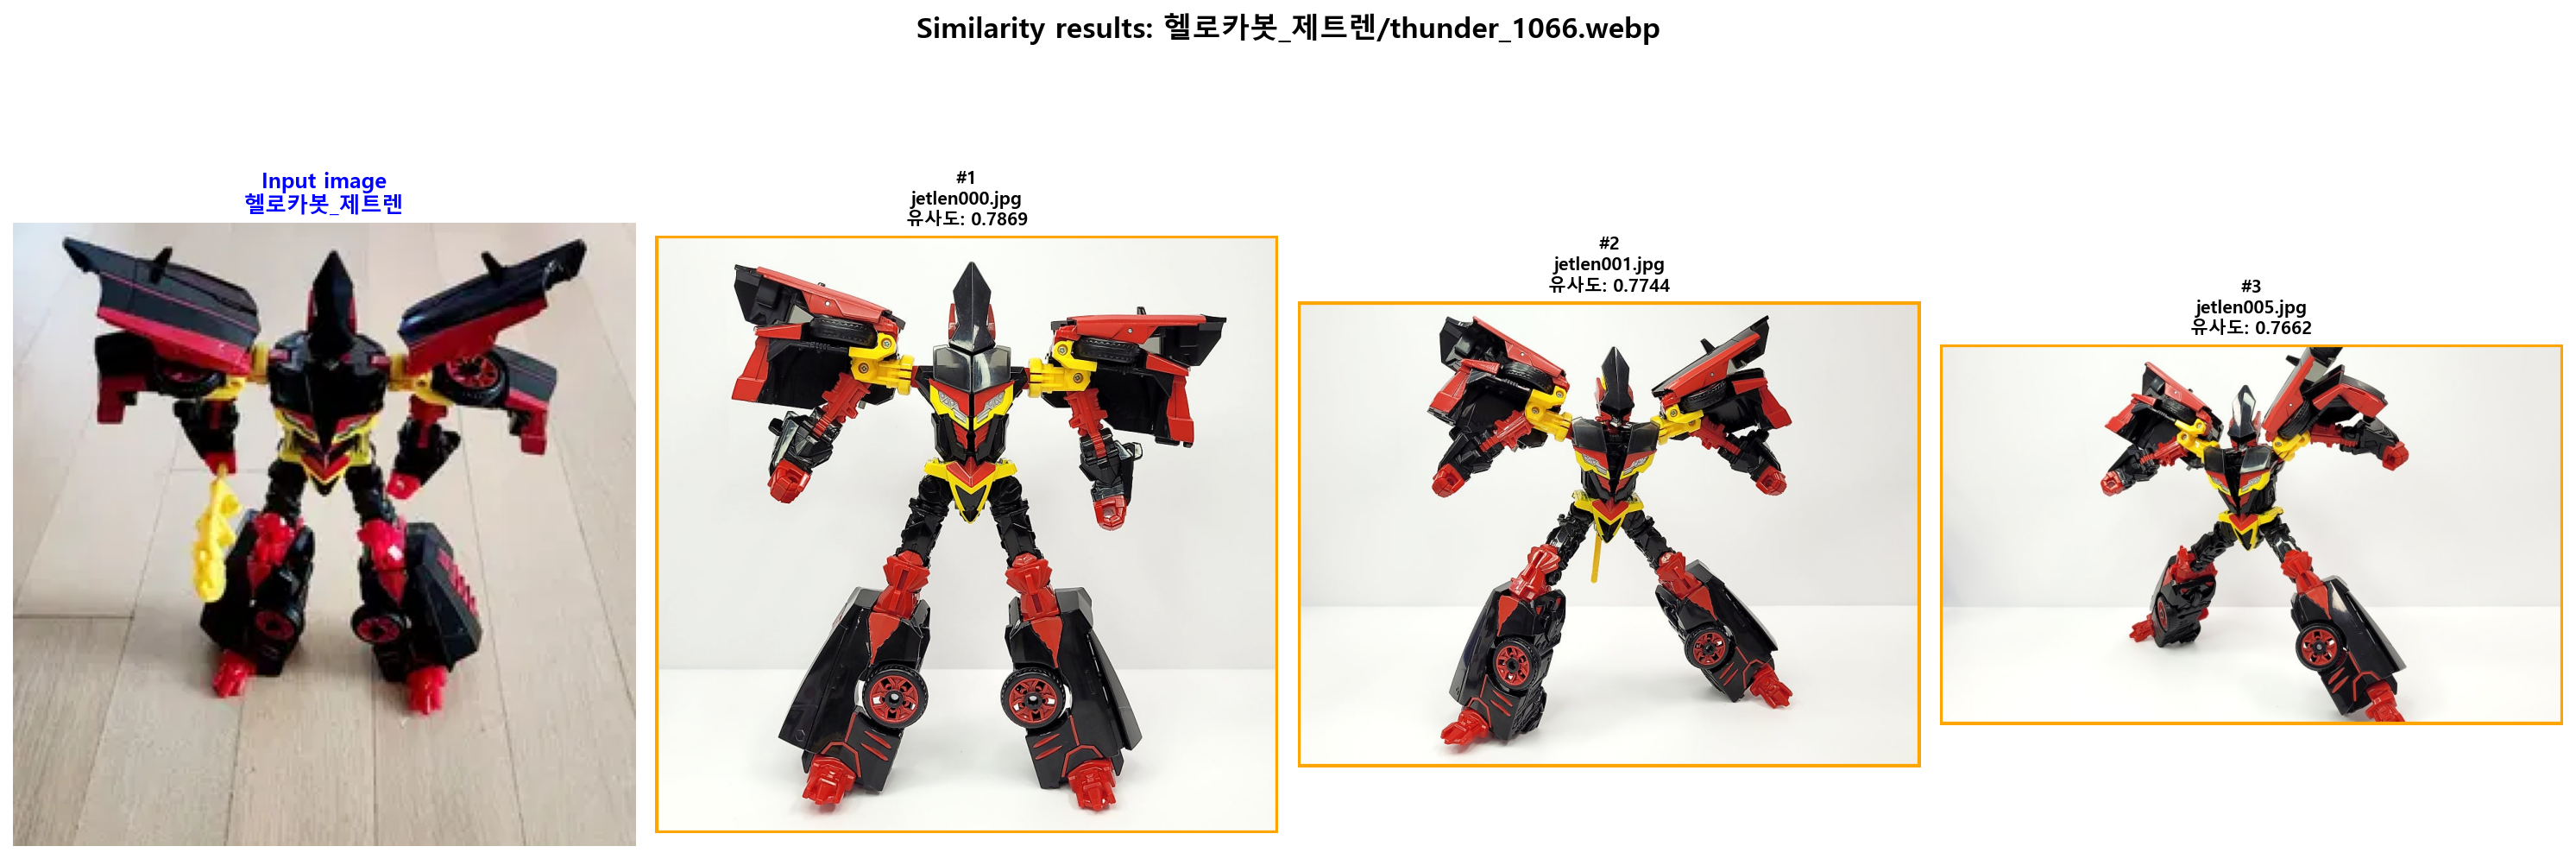 Similarity results: 헬로카봇_제트렌/thunder_1066.webp
Input image
헬로카봇_제트렌
#1
jetlen000.jpg
유사도: 0.7869
#2
jetlen001.jpg
유사도: 0.7744
#3
jetlen005.jpg
유사도: 0.7662